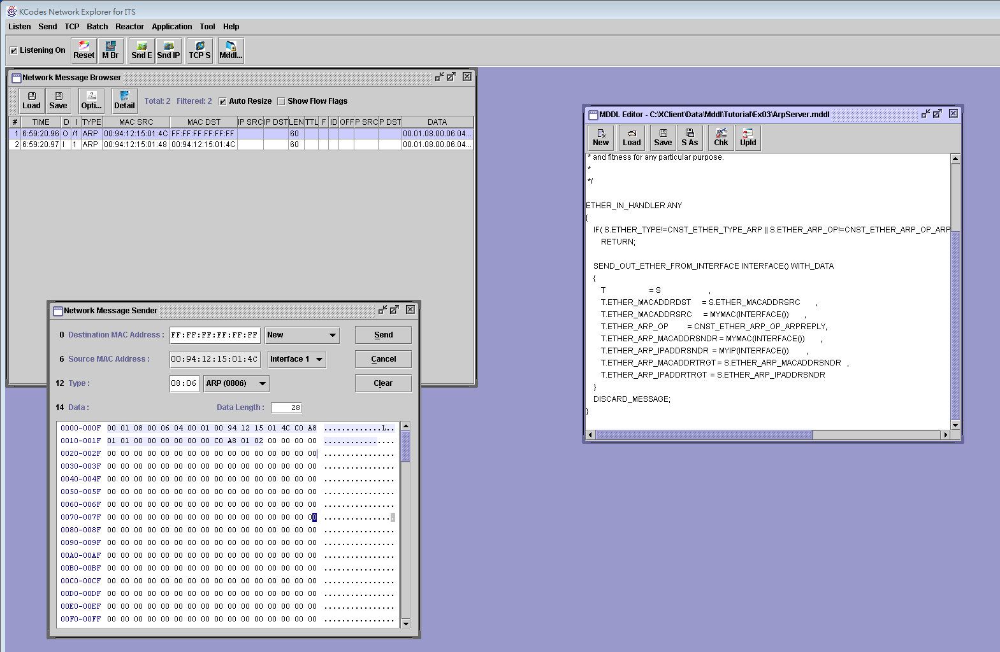 KCodes Network Explorer for ITS
Listen Send TCP Batch Reactor Application Tool Help
Listening On Reset M Br Snd E Snd IP TCP S Mddl...
Network Message Browser
Load Save Opti... Detail Total: 2 Filtered: 2 Auto Resize Show Flow Flags
# TIME D I TYPE MAC SRC MAC DST IP SRC IP DST LEN TTL F ID OFF P SRC P DST DATA
1 6:59:20.96 O /1 ARP 00:94:12:15:01:4C FF:FF:FF:FF:FF:FF 60 00.01.08.00.06.04...
2 6:59:20.97 I 1 ARP 00:94:12:15:01:48 00:94:12:15:01:4C 60 00.01.08.00.06.04...
Network Message Sender
0 Destination MAC Address : FF:FF:FF:FF:FF:FF New Send
6 Source MAC Address : 00:94:12:15:01:4C Interface 1 Cancel
12 Type : 08:06 ARP (0806) Clear
14 Data : Data Length : 28
0000-000F 00 01 08 00 06 04 00 01 00 94 12 15 01 4C C0 A8 .............L..
0010-001F 01 01 00 00 00 00 00 00 C0 A8 01 02 00 00 00 00 ................
0020-002F 00 00 00 00 00 00 00 00 00 00 00 00 00 00 00 00 ................
0030-003F 00 00 00 00 00 00 00 00 00 00 00 00 00 00 00 00 ................
0040-004F 00 00 00 00 00 00 00 00 00 00 00 00 00 00 00 00 ................
0050-005F 00 00 00 00 00 00 00 00 00 00 00 00 00 00 00 00 ................
0060-006F 00 00 00 00 00 00 00 00 00 00 00 00 00 00 00 00 ................
0070-007F 00 00 00 00 00 00 00 00 00 00 00 00 00 00 00 00 ................
0080-008F 00 00 00 00 00 00 00 00 00 00 00 00 00 00 00 00 ................
0090-009F 00 00 00 00 00 00 00 00 00 00 00 00 00 00 00 00 ................
00A0-00AF 00 00 00 00 00 00 00 00 00 00 00 00 00 00 00 00 ................
00B0-00BF 00 00 00 00 00 00 00 00 00 00 00 00 00 00 00 00 ................
00C0-00CF 00 00 00 00 00 00 00 00 00 00 00 00 00 00 00 00 ................
00D0-00DF 00 00 00 00 00 00 00 00 00 00 00 00 00 00 00 00 ................
00E0-00EF 00 00 00 00 00 00 00 00 00 00 00 00 00 00 00 00 ................
00F0-00FF 00 00 00 00 00 00 00 00 00 00 00 00 00 00 00 00 ................
MDDL Editor - C:\XClient\Data\Mddl\Tutorial\Ex03\ArpServer.mddl
New Load Save S As Chk Upld
* and fitness for any particular purpose.
*
*/
ETHER_IN_HANDLER ANY
{
IF( S.ETHER_TYPE!=CNST_ETHER_TYPE_ARP || S.ETHER_ARP_OP!=CNST_ETHER_ARP_OP_ARP
RETURN;
SEND_OUT_ETHER_FROM_INTERFACE INTERFACE() WITH_DATA
{
T = S ,
T.ETHER_MACADDRDST = S.ETHER_MACADDRSRC ,
T.ETHER_MACADDRSRC = MYMAC(INTERFACE()) ,
T.ETHER_ARP_OP = CNST_ETHER_ARP_OP_ARPREPLY,
T.ETHER_ARP_MACADDRSNDR = MYMAC(INTERFACE()) ,
T.ETHER_ARP_IPADDRSNDR = MYIP(INTERFACE()) ,
T.ETHER_ARP_MACADDRTRGT = S.ETHER_ARP_MACADDRSNDR ,
T.ETHER_ARP_IPADDRTRGT = S.ETHER_ARP_IPADDRSNDR
}
DISCARD_MESSAGE;
}